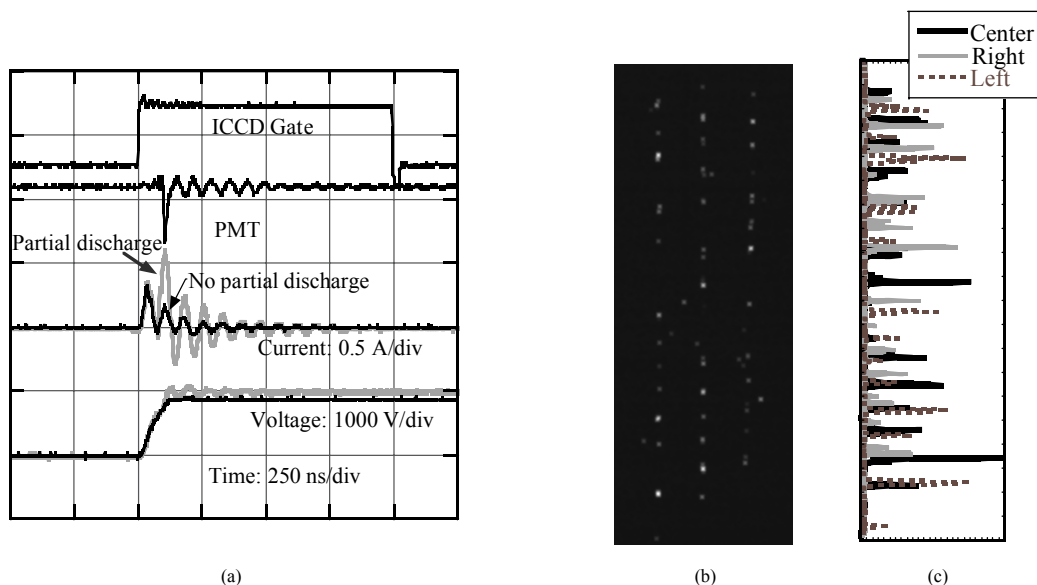 ICCD Gate
PMT
Partial discharge
No partial discharge
Current: 0.5 A/div
Voltage: 1000 V/div
Time: 250 ns/div
Center
Right
Left
(a)
(b)
(c)